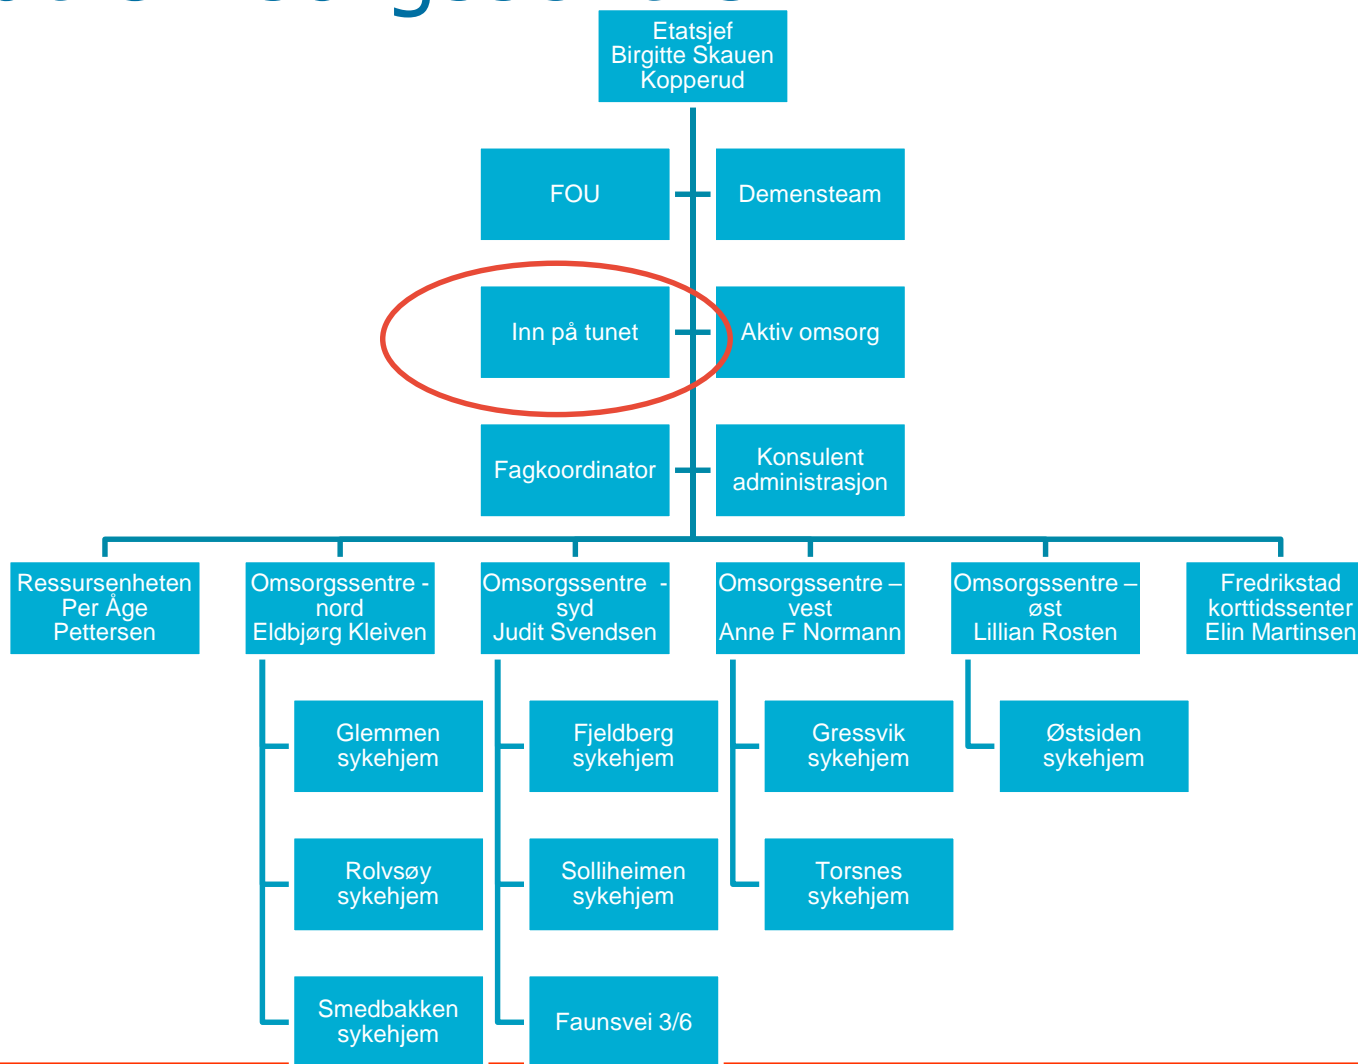 Etatsjef
Birgitte Skauen
Kopperud
FOU
Demensteam
Inn på tunet
Aktiv omsorg
Fagkoordinator
Konsulent
administrasjon
Ressursenheten
Per Åge
Pettersen
Omsorgssentre -
nord
Eldbjørg Kleiven
Omsorgssentre -
syd
Judit Svendsen
Omsorgssentre –
vest
Anne F Normann
Omsorgssentre –
øst
Lillian Rosten
Fredrikstad
korttidssenter
Elin Martinsen
Glemmen
sykehjem
Fjeldberg
sykehjem
Gressvik
sykehjem
Østsiden
sykehjem
Rolvsøy
sykehjem
Solliheimen
sykehjem
Torsnes
sykehjem
Smedbakken
sykehjem
Faunsvei 3/6